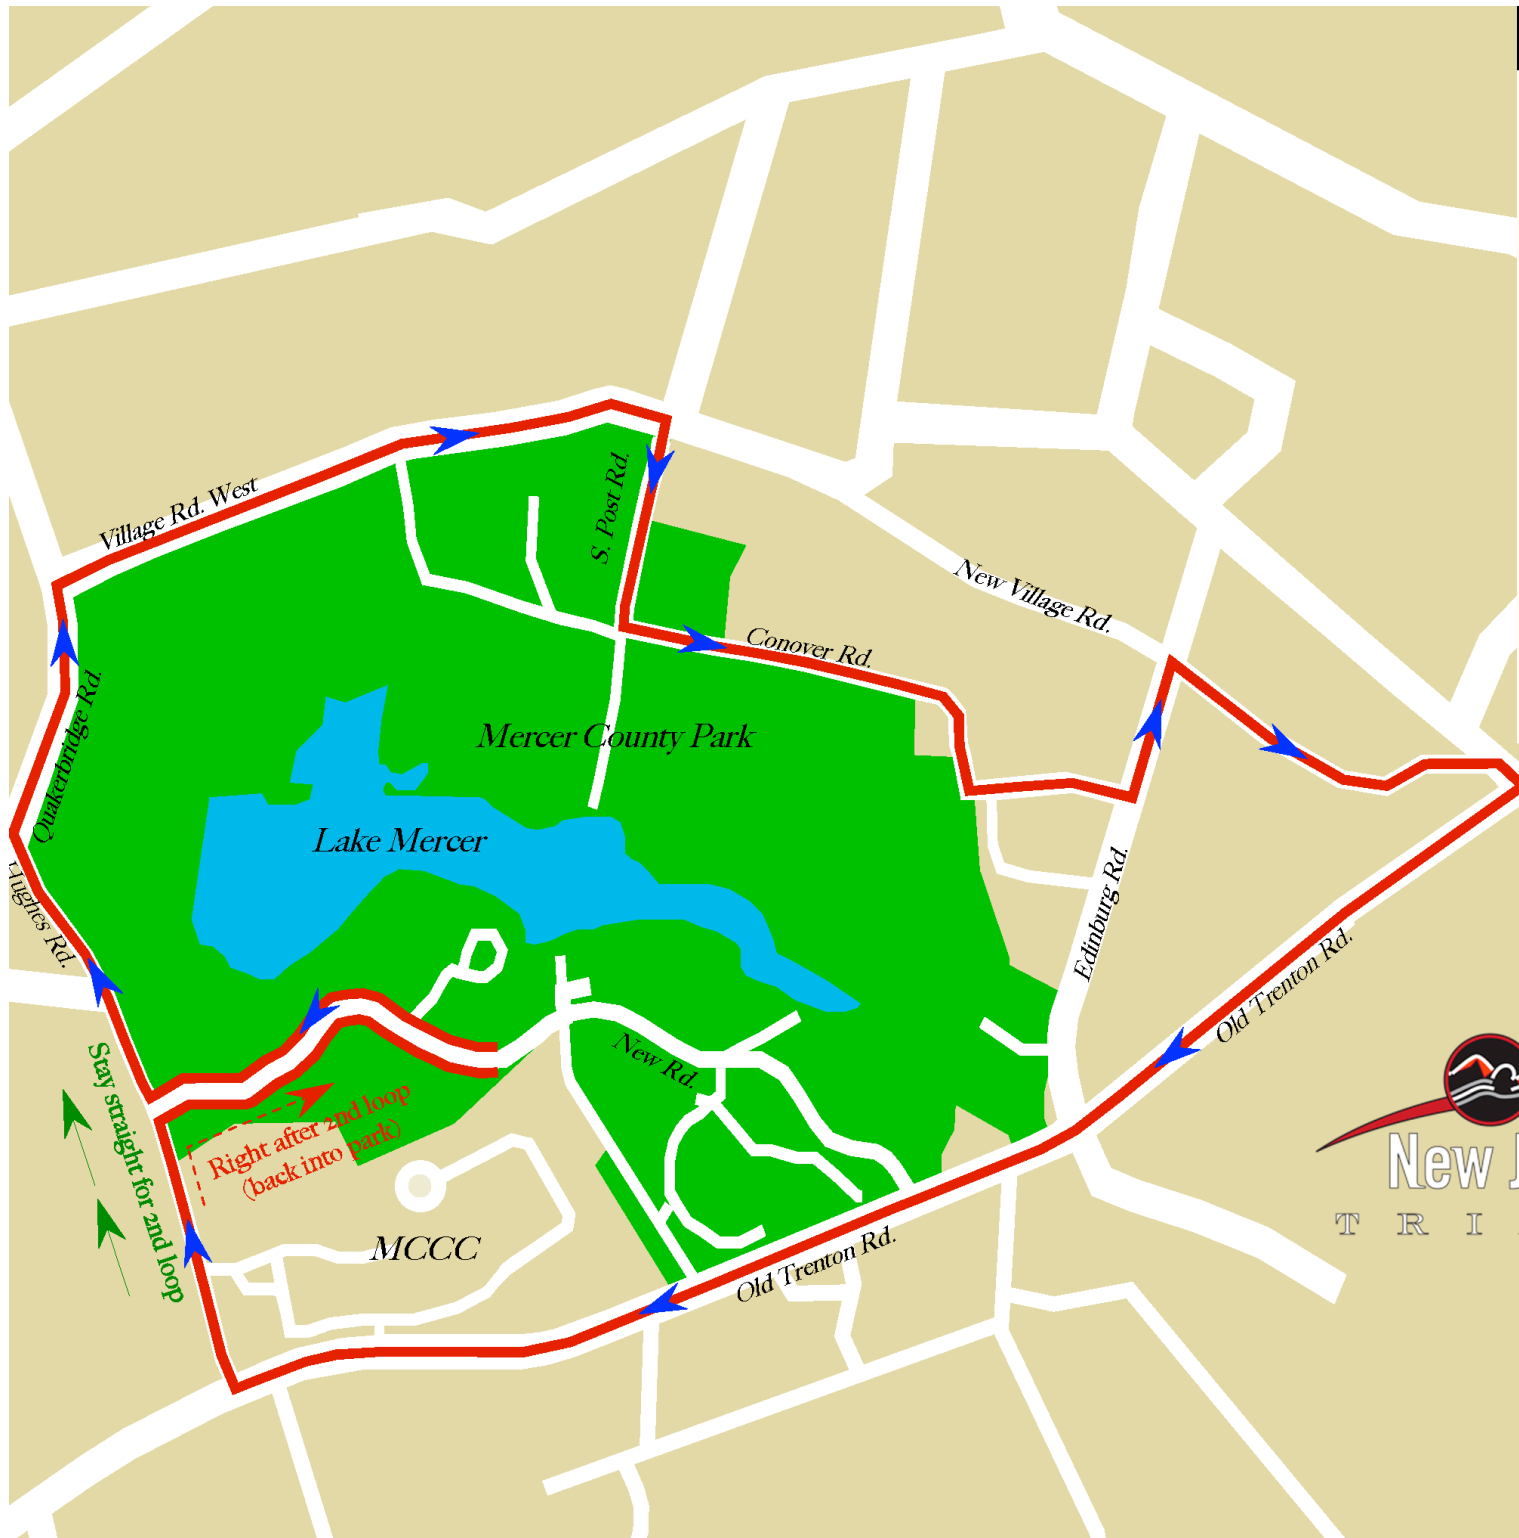 Village Rd. West
S. Post Rd.
New Village Rd.
Conover Rd.
Quakerbridge Rd.
Mercer County Park
Lake Mercer
Hughes Rd.
Edinburg Rd.
Old Trenton Rd.
New Rd.
Stay straight for 2nd loop
Right after 2nd loop
(back into park)
MCCC
Old Trenton Rd.
New J
T R I